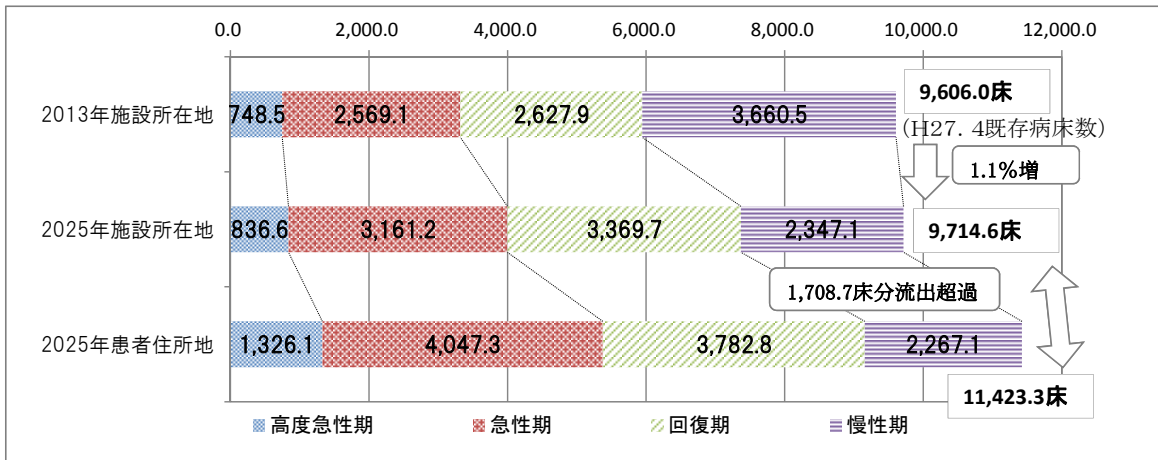 0.0 2,000.0 4,000.0 6,000.0 8,000.0 10,000.0 12,000.0
2013年施設所在地 748.5 2,569.1 2,627.9 3,660.5 9,606.0床
(H27. 4既存病床数)
1.1%増
2025年施設所在地 836.6 3,161.2 3,369.7 2,347.1 9,714.6床
1,708.7床分流出超過
2025年患者住所地 1,326.1 4,047.3 3,782.8 2,267.1
11,423.3床
高度急性期 急性期 回復期 慢性期